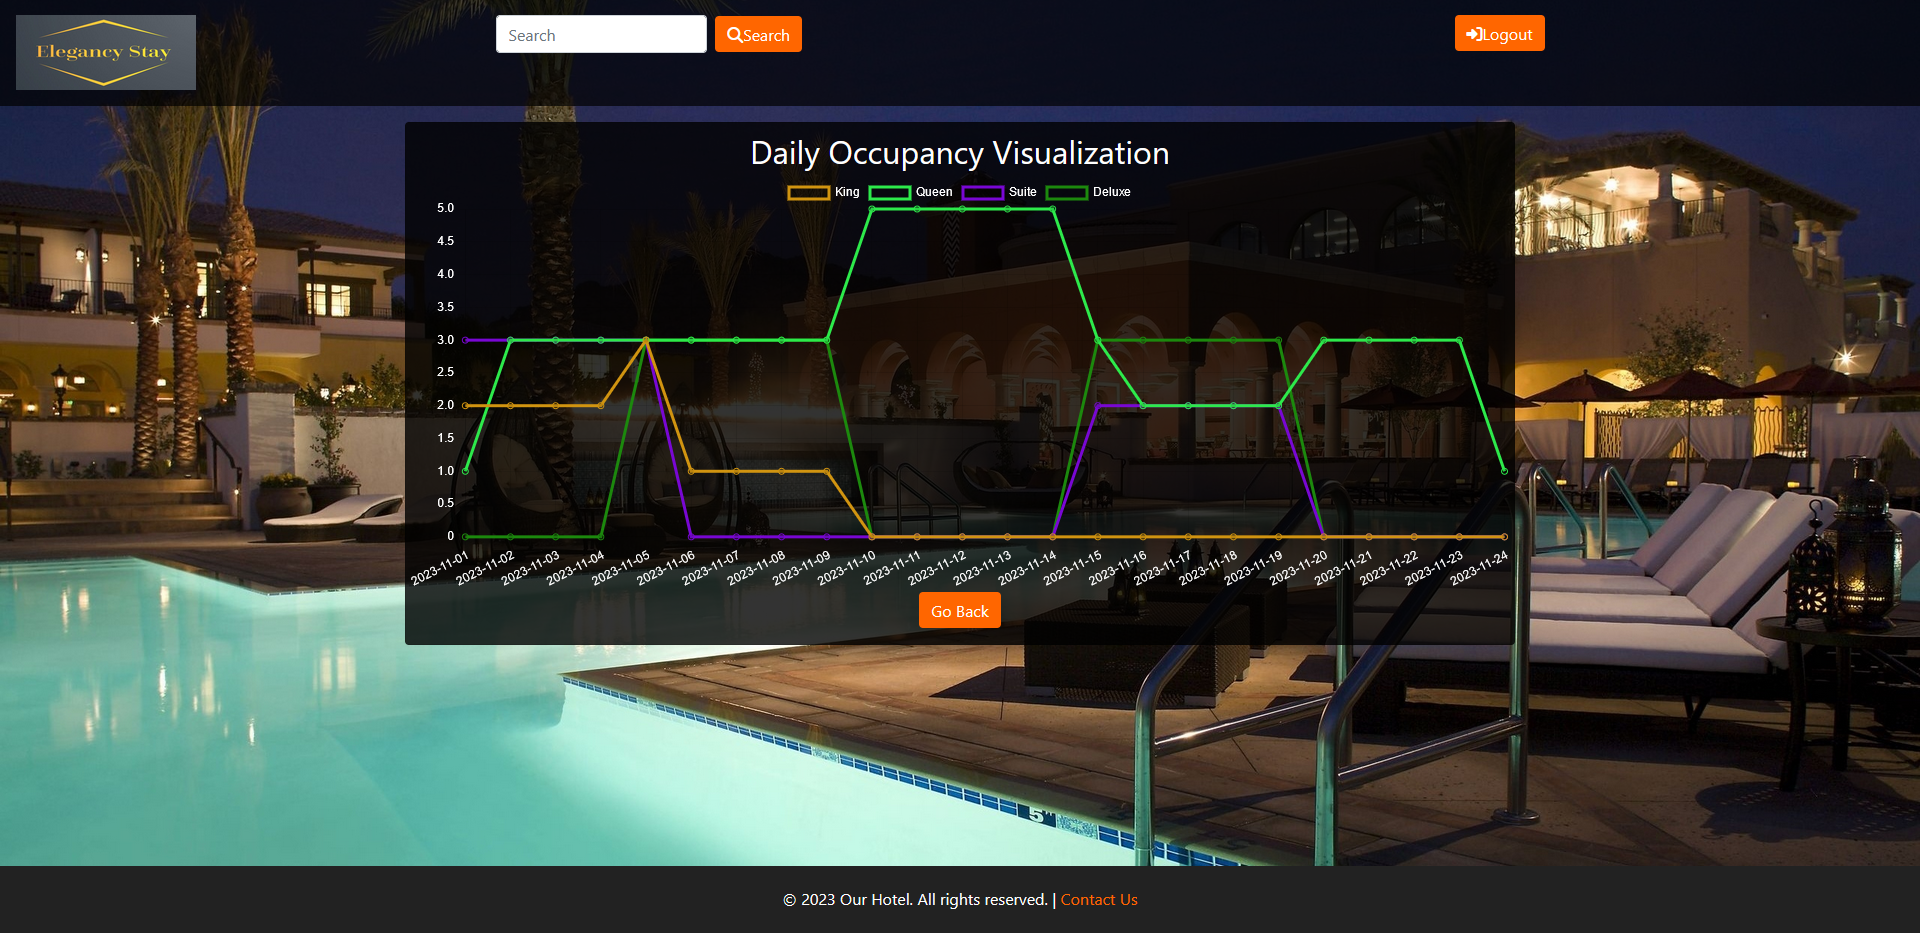 Elegancy Stay
Search
Search
Logout
Daily Occupancy Visualization
King Queen Suite Deluxe
5.0
4.5
4.0
3.5
3.0
2.5
2.0
1.5
1.0
0.5
0
2023-11-01 2023-11-02 2023-11-03 2023-11-04 2023-11-05 2023-11-06 2023-11-07 2023-11-08 2023-11-09 2023-11-10 2023-11-11 2023-11-12 2023-11-13 2023-11-14 2023-11-15 2023-11-16 2023-11-17 2023-11-18 2023-11-19 2023-11-20 2023-11-21 2023-11-22 2023-11-23 2023-11-24
Go Back
5
© 2023 Our Hotel. All rights reserved. | Contact Us